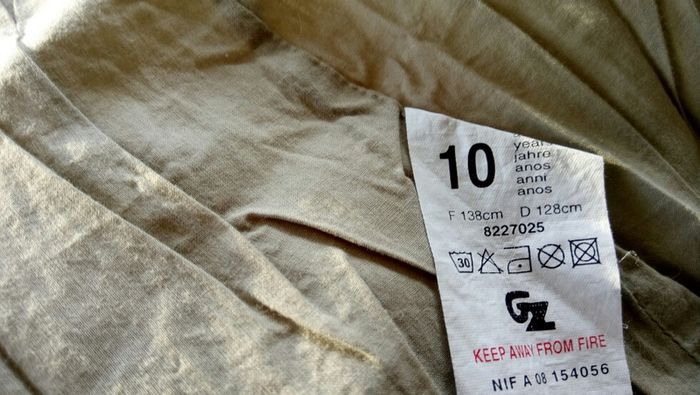 10
years
jahre
anos
anni
anos
F 138cm D 128cm
8227025
30
GZ
KEEP AWAY FROM FIRE
NIF A 08 154056